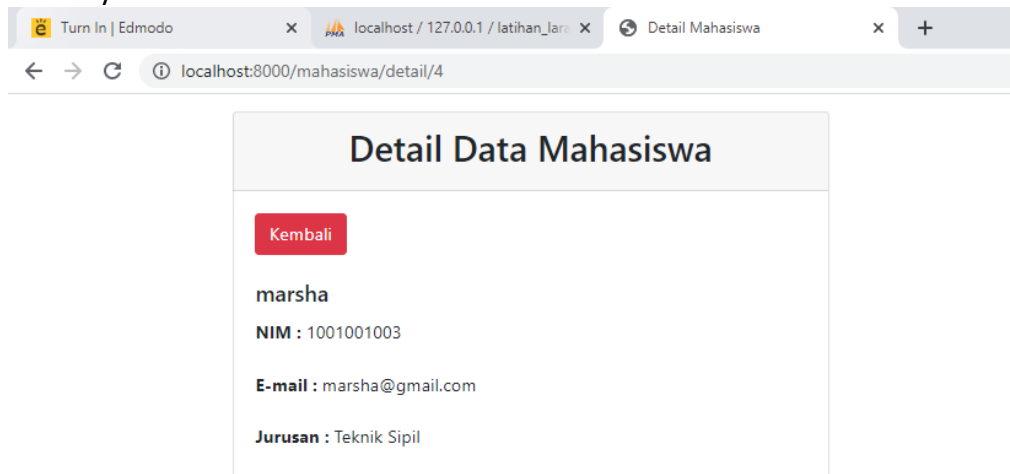 Turn In | Edmodo
localhost / 127.0.0.1 / latihan_lara
Detail Mahasiswa
localhost:8000/mahasiswa/detail/4
Detail Data Mahasiswa
Kembali
marsha
NIM : 1001001003
E-mail : marsha@gmail.com
Jurusan : Teknik Sipil